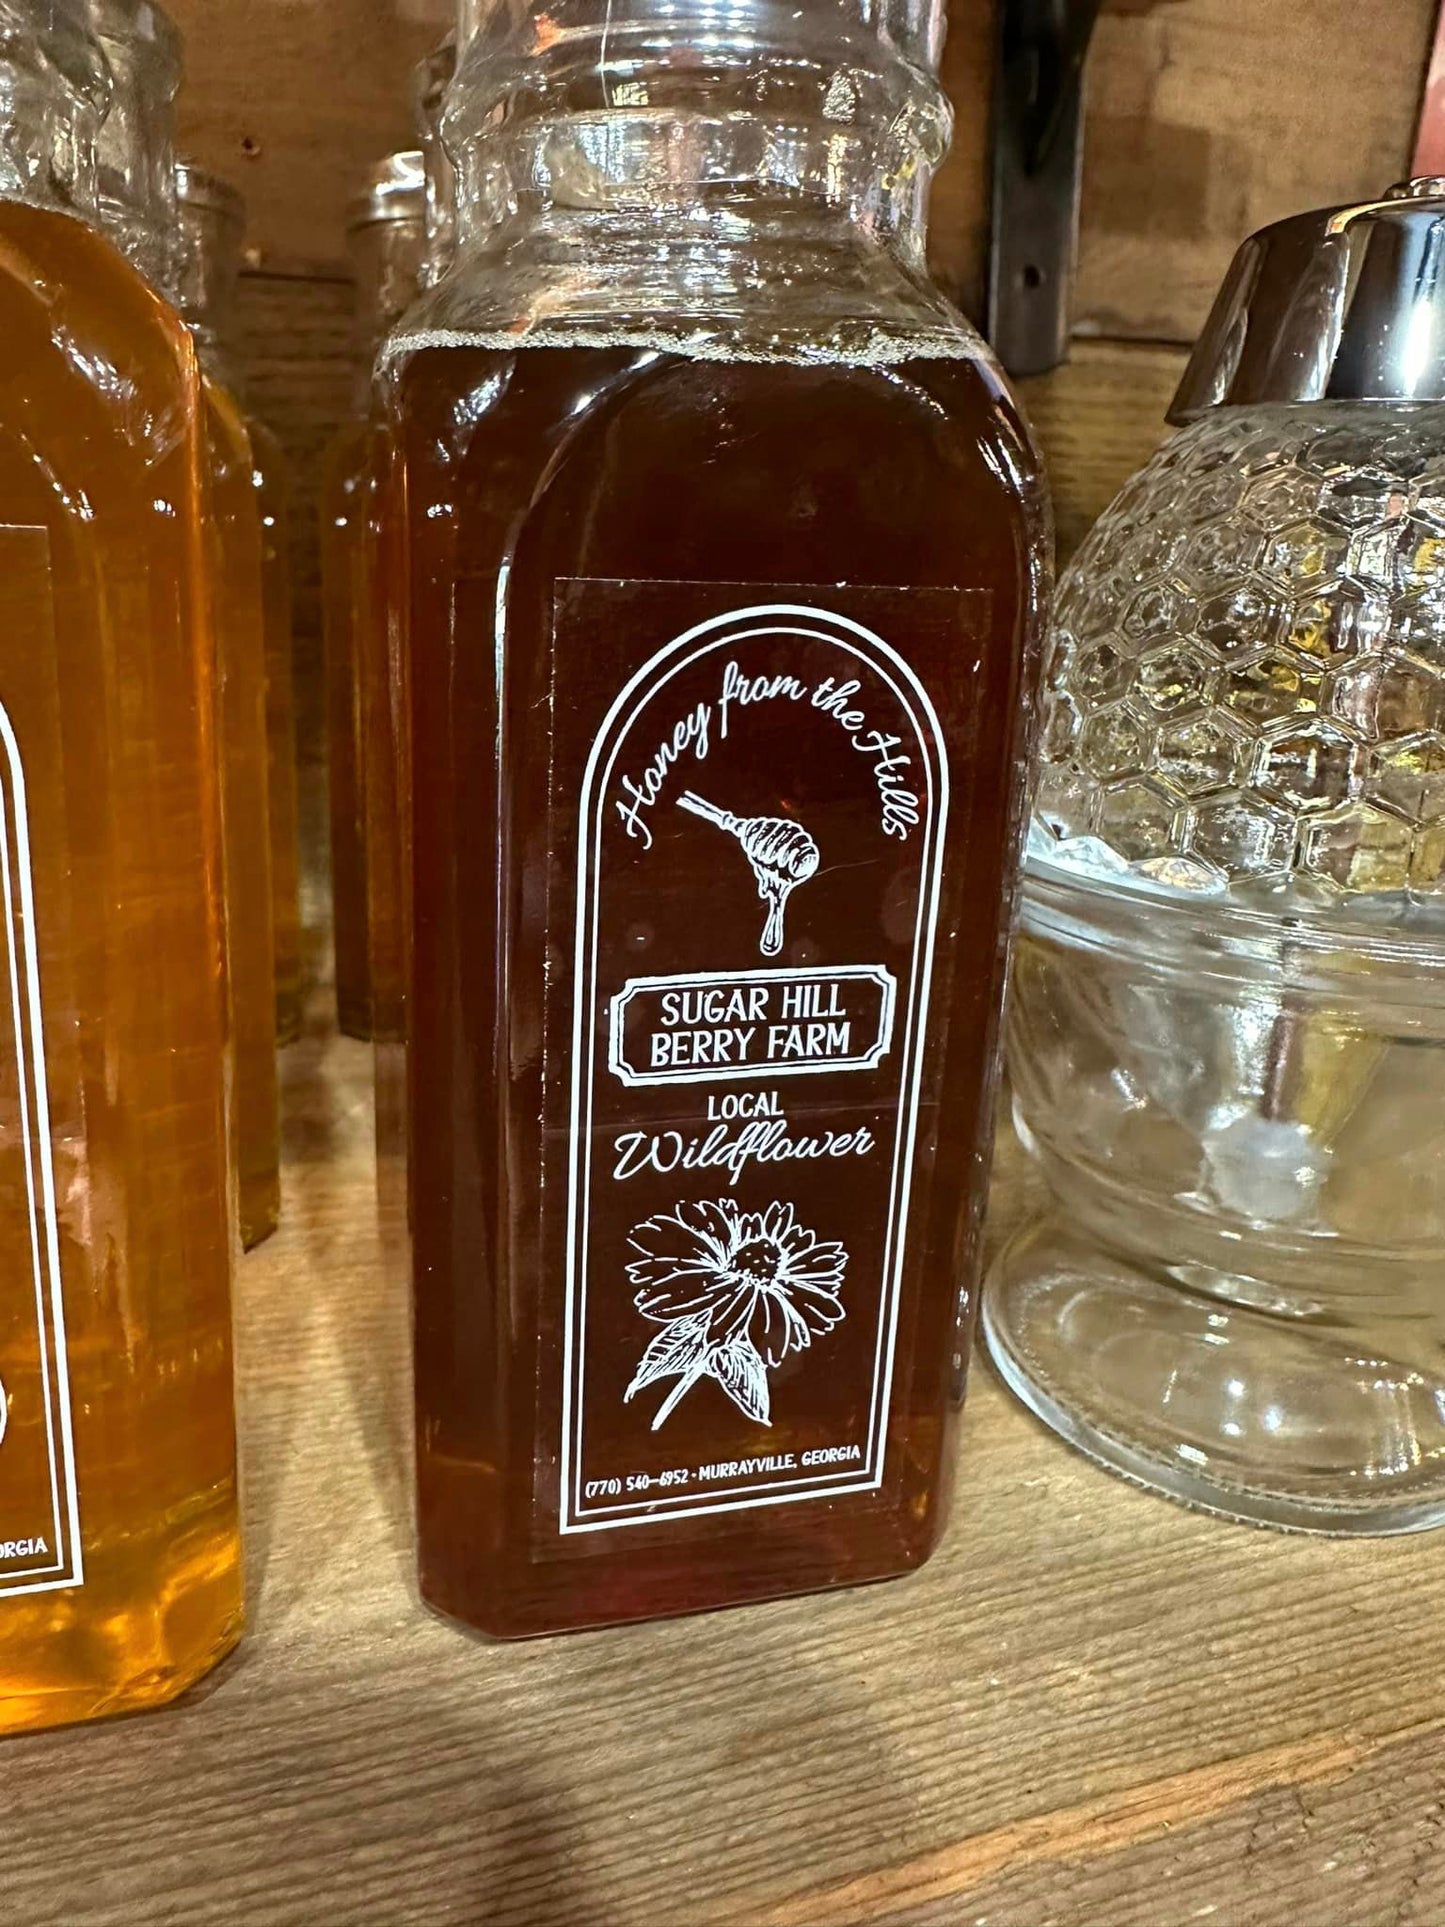 Honey from the Hills
SUGAR HILL
BERRY FARM
LOCAL
Wildflower
(770) 540-6952 • MURRAYVILLE, GEORGIA
ORGIA